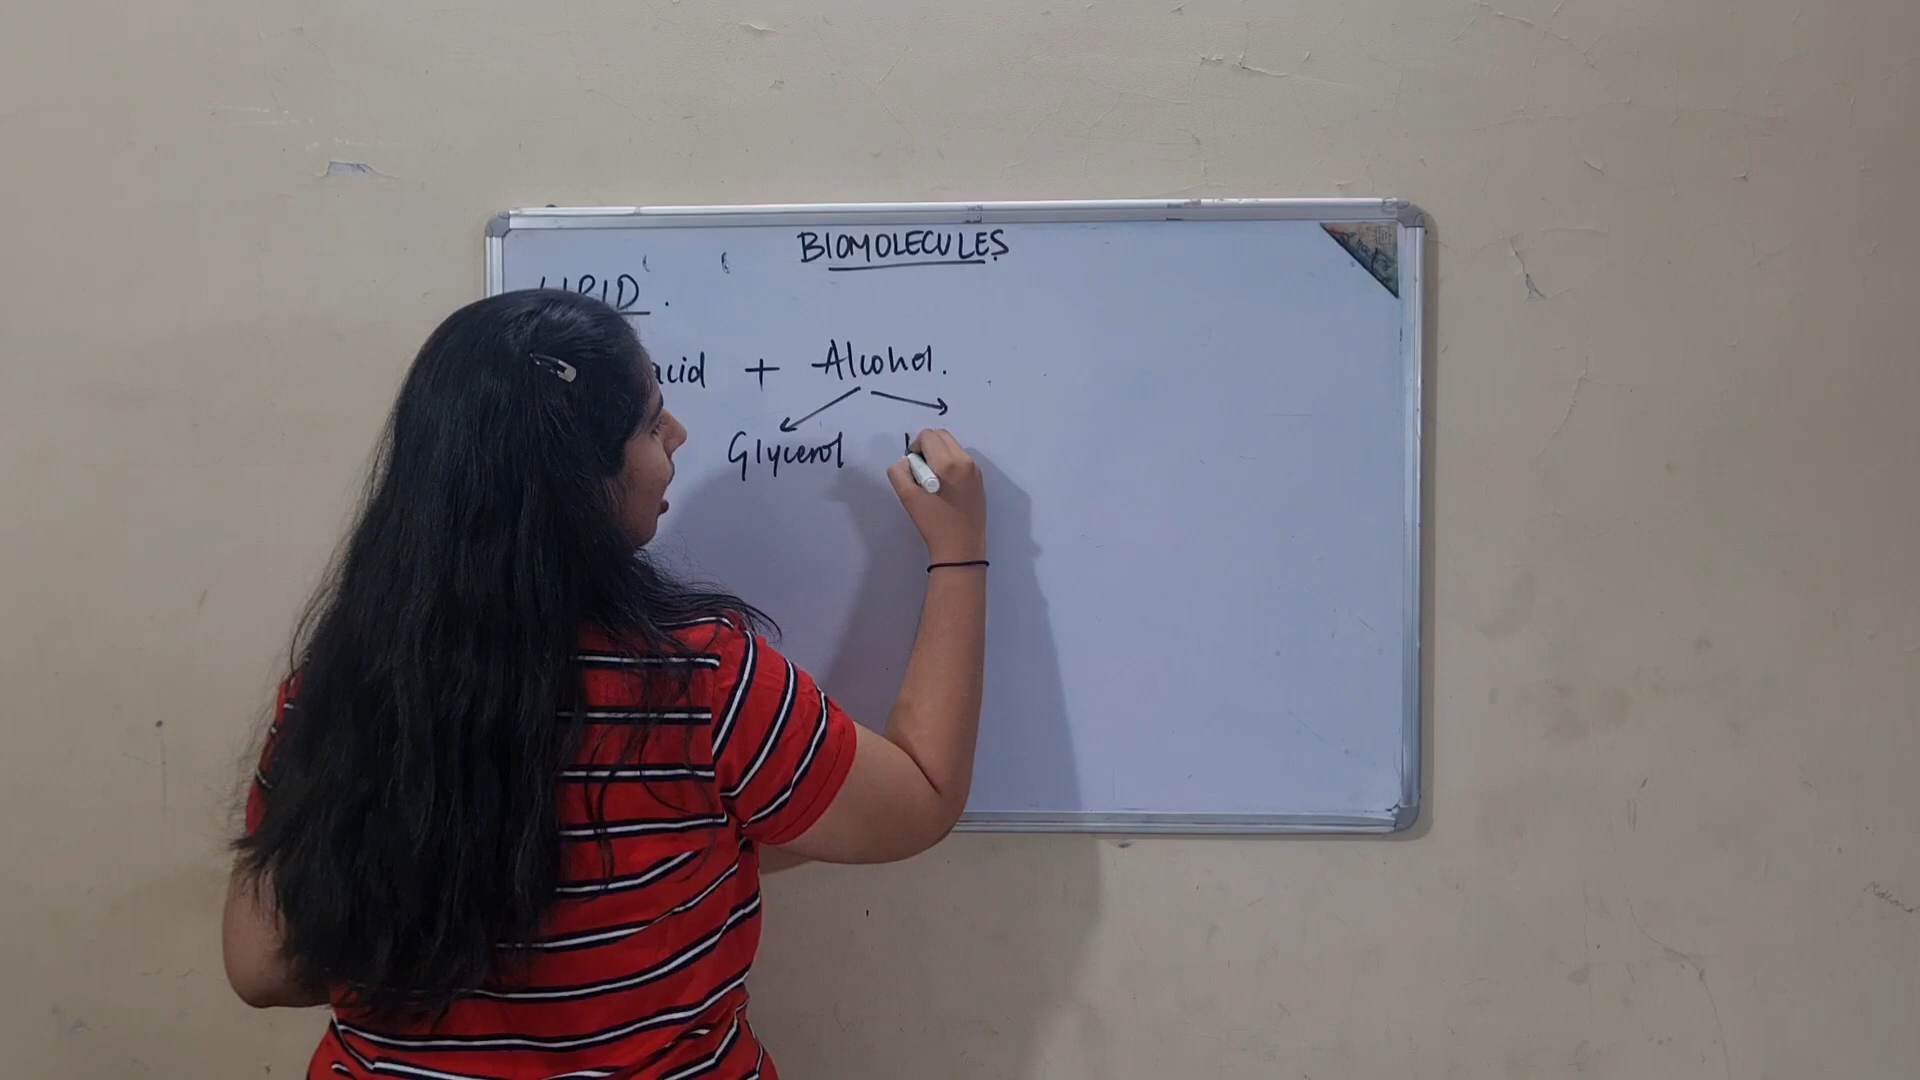 BIOMOLECULES
LIPID.
acid + Alcohol.
Glycerol